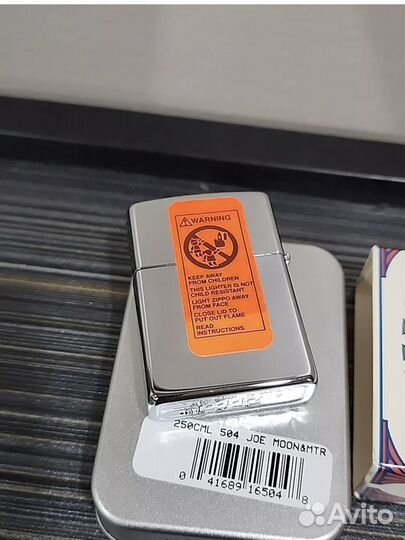 WARNING
KEEP AWAY
FROM CHILDREN
THIS LIGHTER IS NOT
CHILD RESISTANT
LIGHT ZIPPO AWAY
FROM FACE
CLOSE LID TO
PUT OUT FLAME
READ
INSTRUCTIONS
250CML 504 JOE MOON&MTR
0 41689 16504 8
Avito